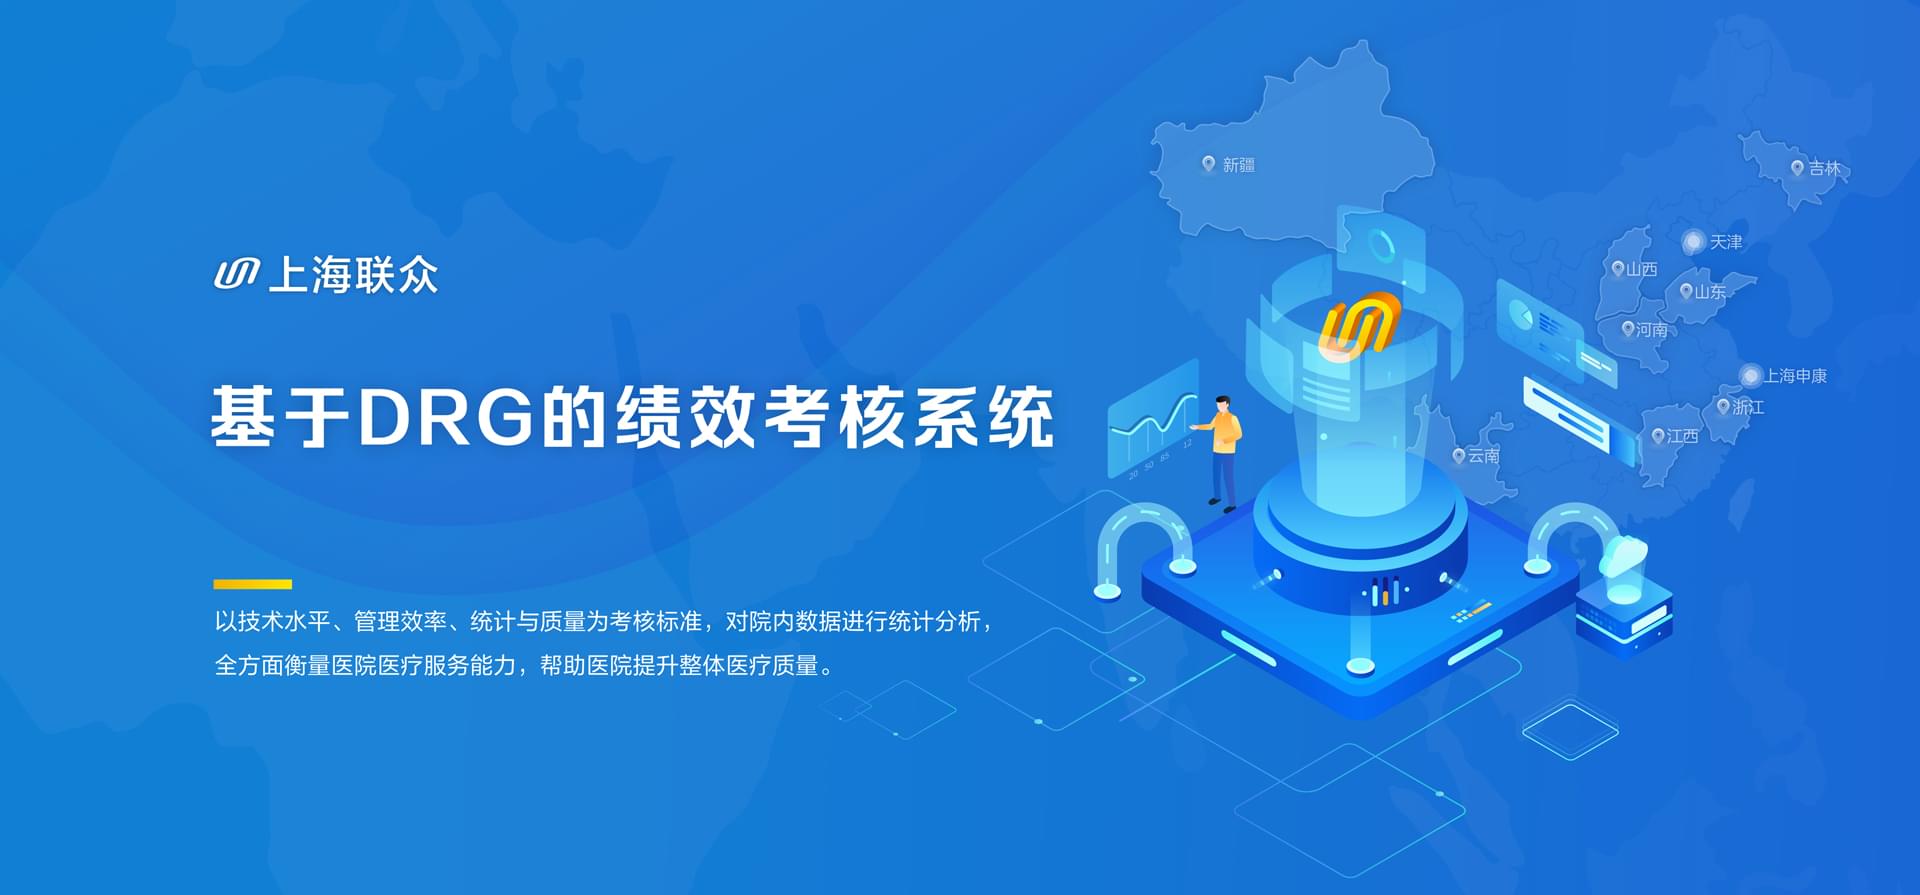 上海联众
基于DRG的绩效考核系统
以技术水平、管理效率、统计与质量为考核标准，对院内数据进行统计分析，
全方面衡量医院医疗服务能力，帮助医院提升整体医疗质量。
新疆
吉林
天津
山西
山东
河南
上海申康
浙江
江西
云南
20 50 85 12